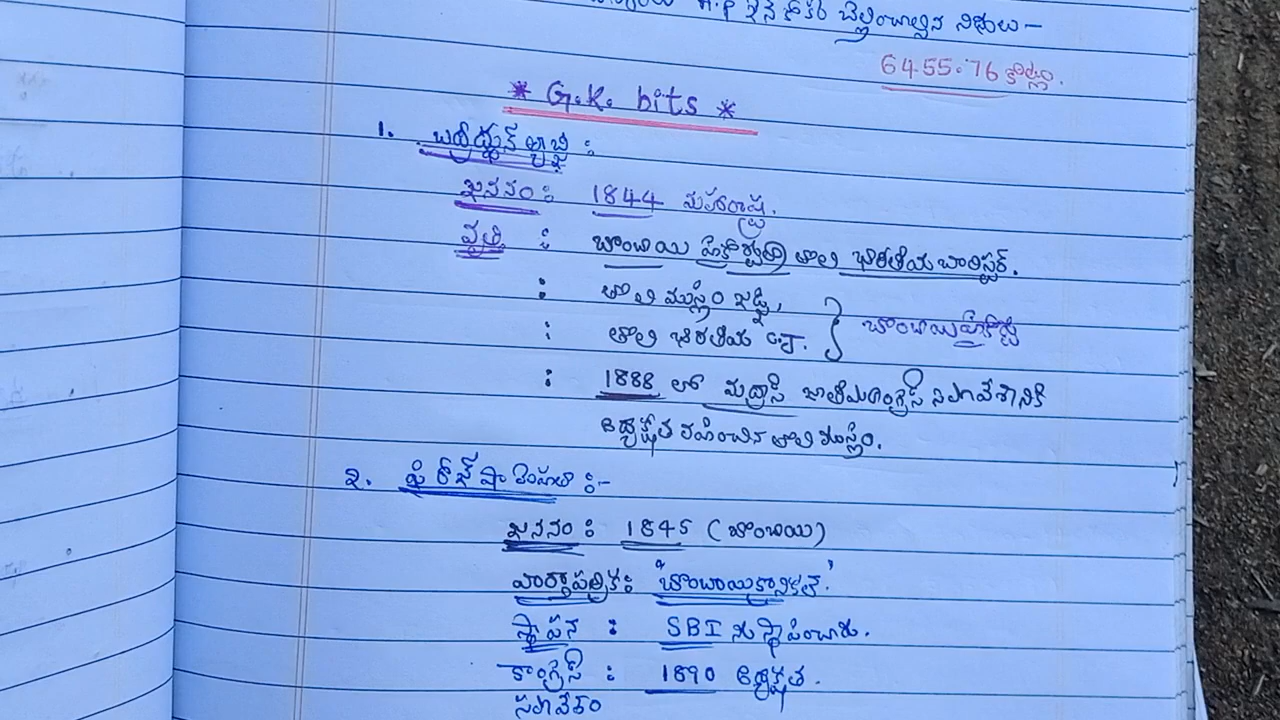 A.P కి చెల్లించాల్సిన నిధులు -
6455.76 కోట్లు.
* G.K. bits *
1. బద్రుద్దీన్ త్యాబ్జీ :
జననం : 1844 మహారాష్ట్ర.
వృత్తి : బాంబాయి హైకోర్టులో తొలి భారతీయ బారిస్టర్.
: తొలి ముస్లిం జడ్జి,
: తొలి భారతీయ C.J. } బాంబాయి హైకోర్టు
: 1888 లో మద్రాస్ జాతీయకాంగ్రెస్ సమావేశానికి
అధ్యక్షత వహించిన తొలి ముస్లిం.
2. ఫిరోజ్ షా మెహతా :-
జననం : 1845 (బొంబాయి)
వార్తాపత్రిక : 'బొంబాయిక్రానికల్'
స్థాపన : SBI ను స్థాపించారు.
కాంగ్రెస్ : 1890 అధ్యక్షత.
సమావేశం